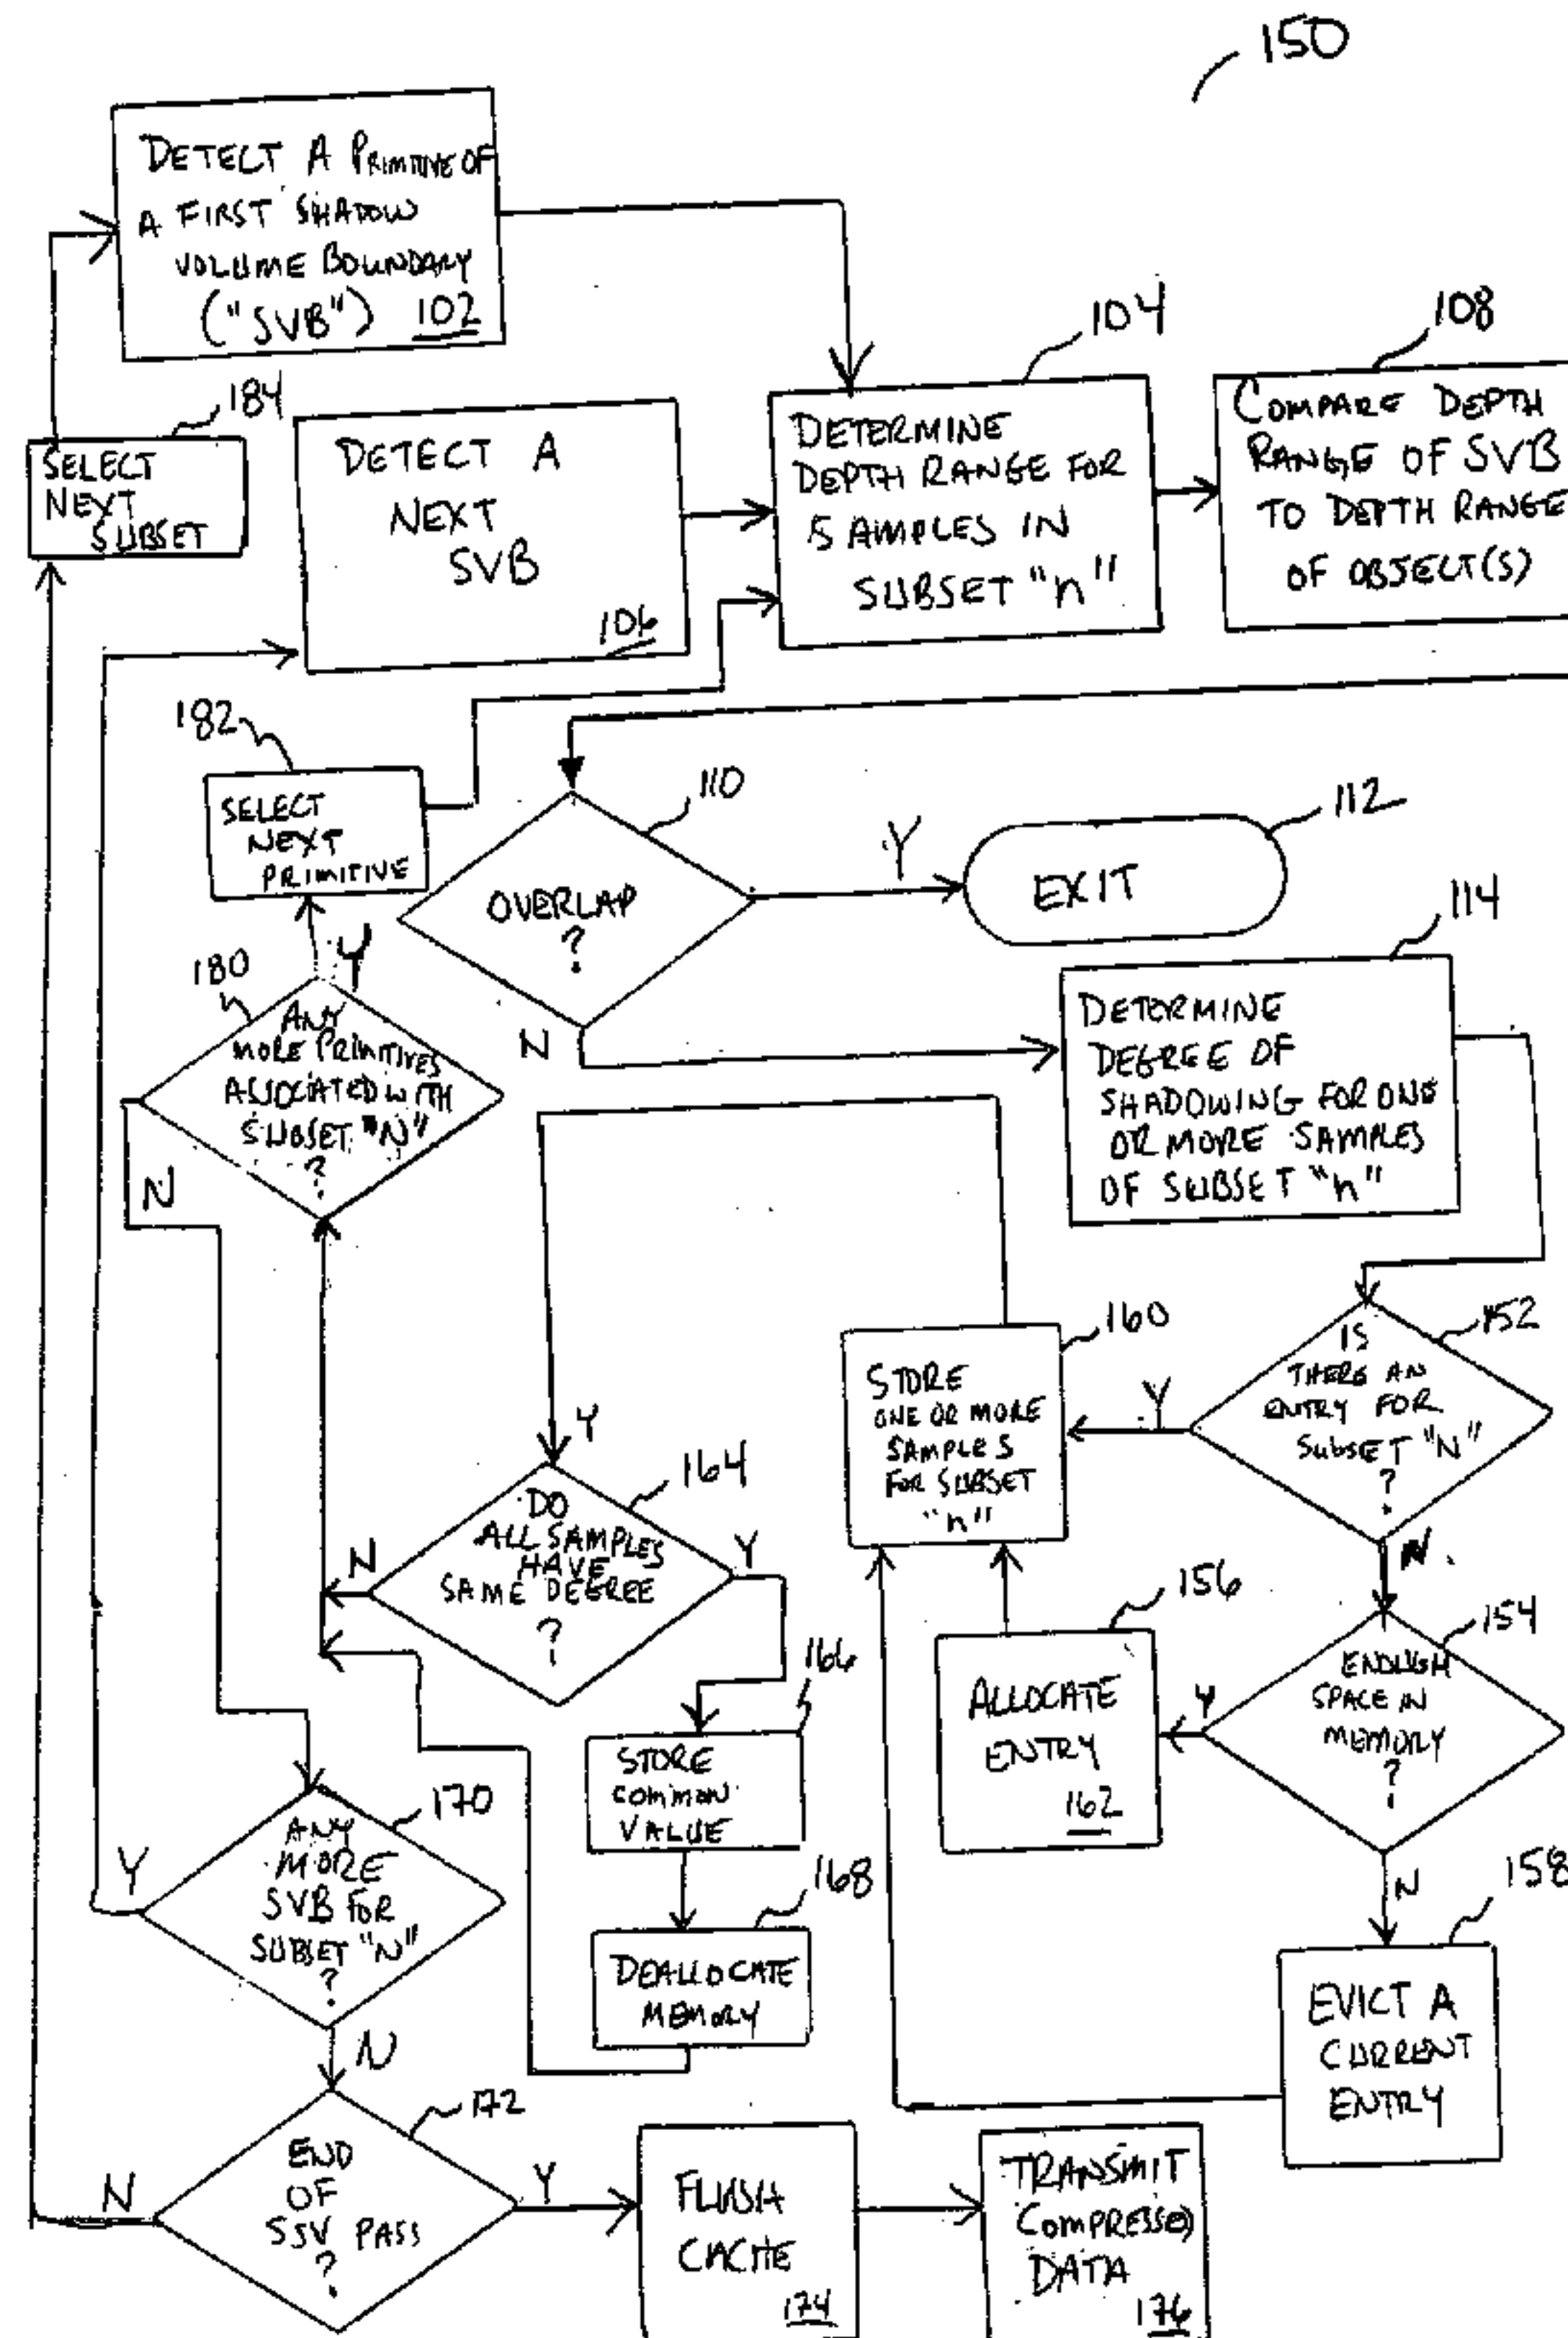 150
DETECT A PRIMITIVE OF
A FIRST SHADOW
VOLUME BOUNDARY
("SVB") 102
184
SELECT
NEXT
SUBSET
DETECT A
NEXT
SVB
106
104
DETERMINE
DEPTH RANGE FOR
SAMPLES IN
SUBSET "n"
108
COMPARE DEPTH
RANGE OF SVB
TO DEPTH RANGE
OF OBJECT(S)
182
SELECT
NEXT
PRIMITIVE
110
OVERLAP
?
Y
112
EXIT
N
114
DETERMINE
DEGREE OF
SHADOWING FOR ONE
OR MORE SAMPLES
OF SUBSET "n"
180
Y
ANY
MORE PRIMITIVES
ASSOCIATED WITH
SUBSET "N"
?
N
152
IS
THERE AN
ENTRY FOR
SUBSET "N"
?
Y
N
160
STORE
ONE OR MORE
SAMPLES
FOR SUBSET
"n"
Y
164
DO
ALL SAMPLES
HAVE
SAME DEGREE
?
N
Y
154
ENOUGH
SPACE IN
MEMORY
?
Y
N
156
ALLOCATE
ENTRY
162
166
STORE
COMMON
VALUE
168
DEALLOCATE
MEMORY
158
EVICT A
CURRENT
ENTRY
170
ANY
MORE
SVB FOR
SUBSET "N"
?
Y
N
172
END
OF
SSV PASS
?
N
Y
FLUSH
CACHE
174
TRANSMIT
COMPRESSED
DATA
176